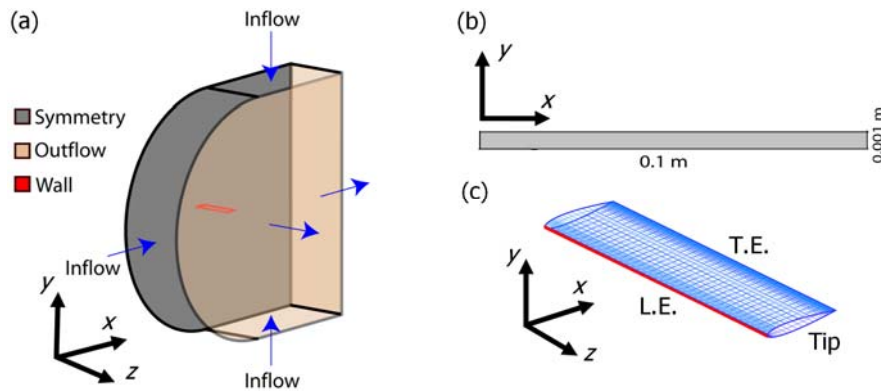 (a)
Inflow
Symmetry
Outflow
Wall
Inflow
y
x
z
Inflow
(b)
y
x
0.1 m
0.001 m
(c)
y
x
z
T.E.
L.E.
Tip